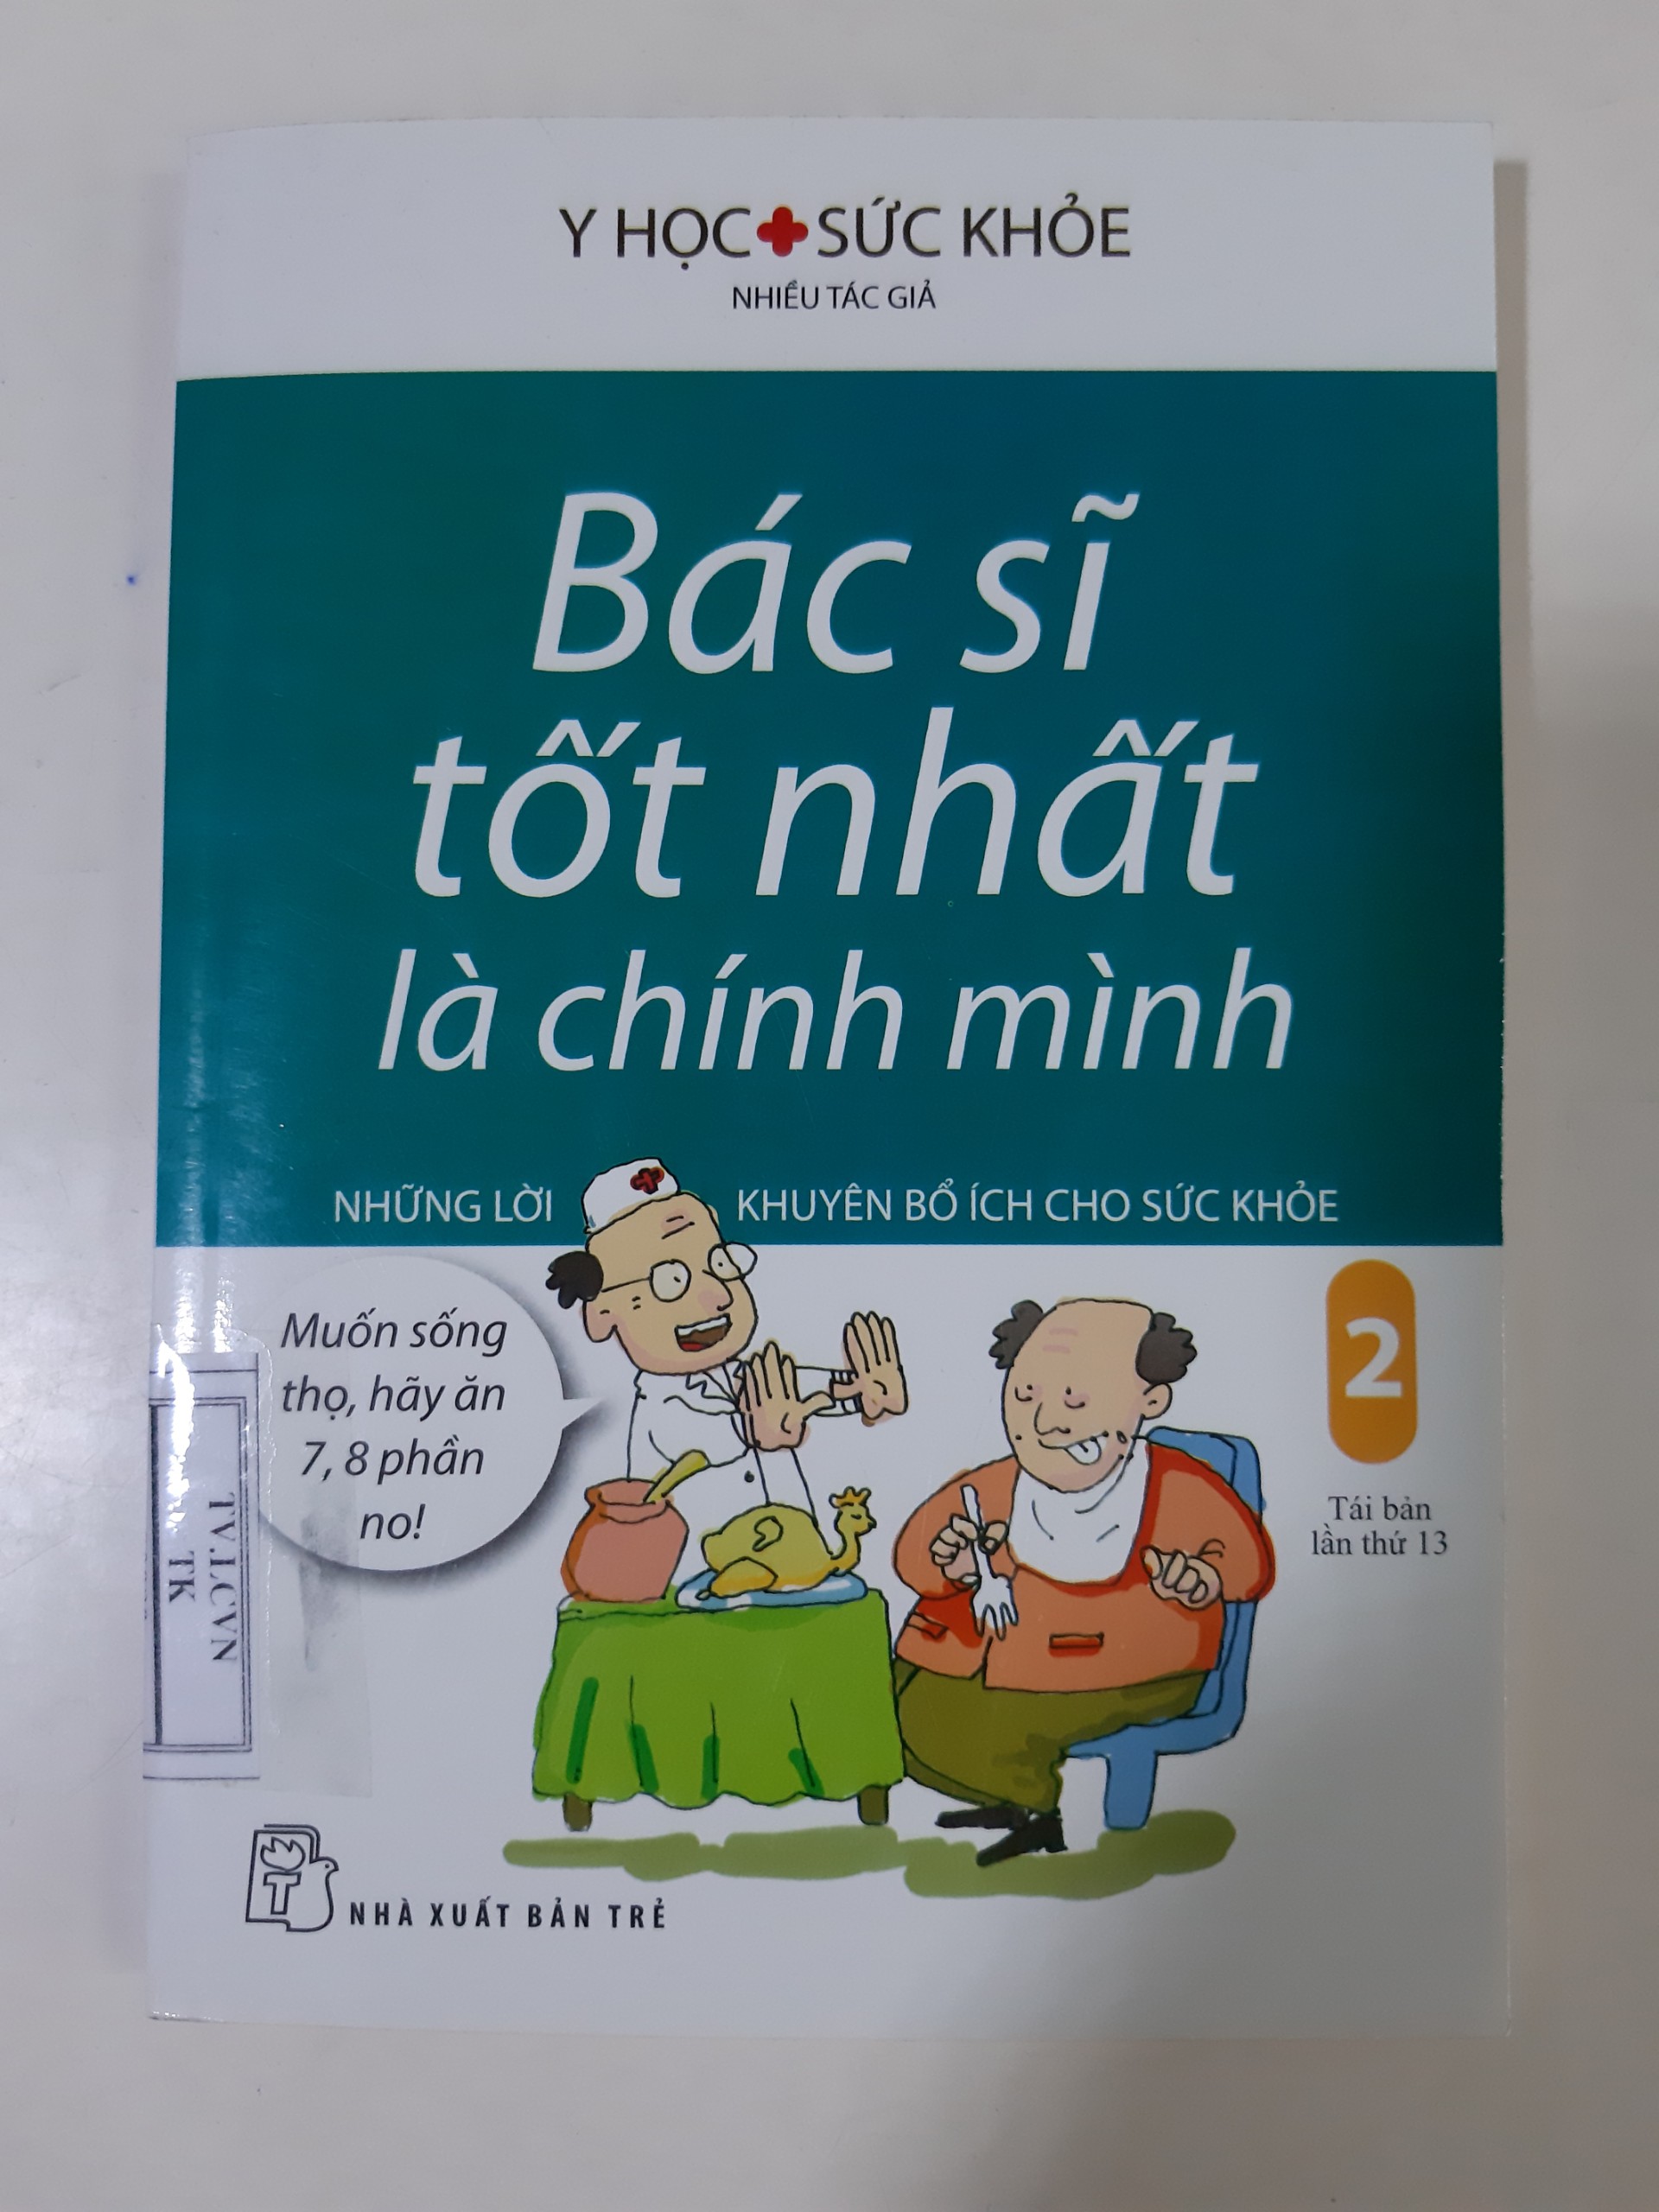 Y HỌC SỨC KHỎE
NHIỀU TÁC GIẢ
Bác sĩ
tốt nhất
là chính mình
NHỮNG LỜI KHUYÊN BỔ ÍCH CHO SỨC KHỎE
Muốn sống
thọ, hãy ăn
7, 8 phần
no!
2
Tái bản
lần thứ 13
TV.I.CVN
TK
T
NHÀ XUẤT BẢN TRẺ